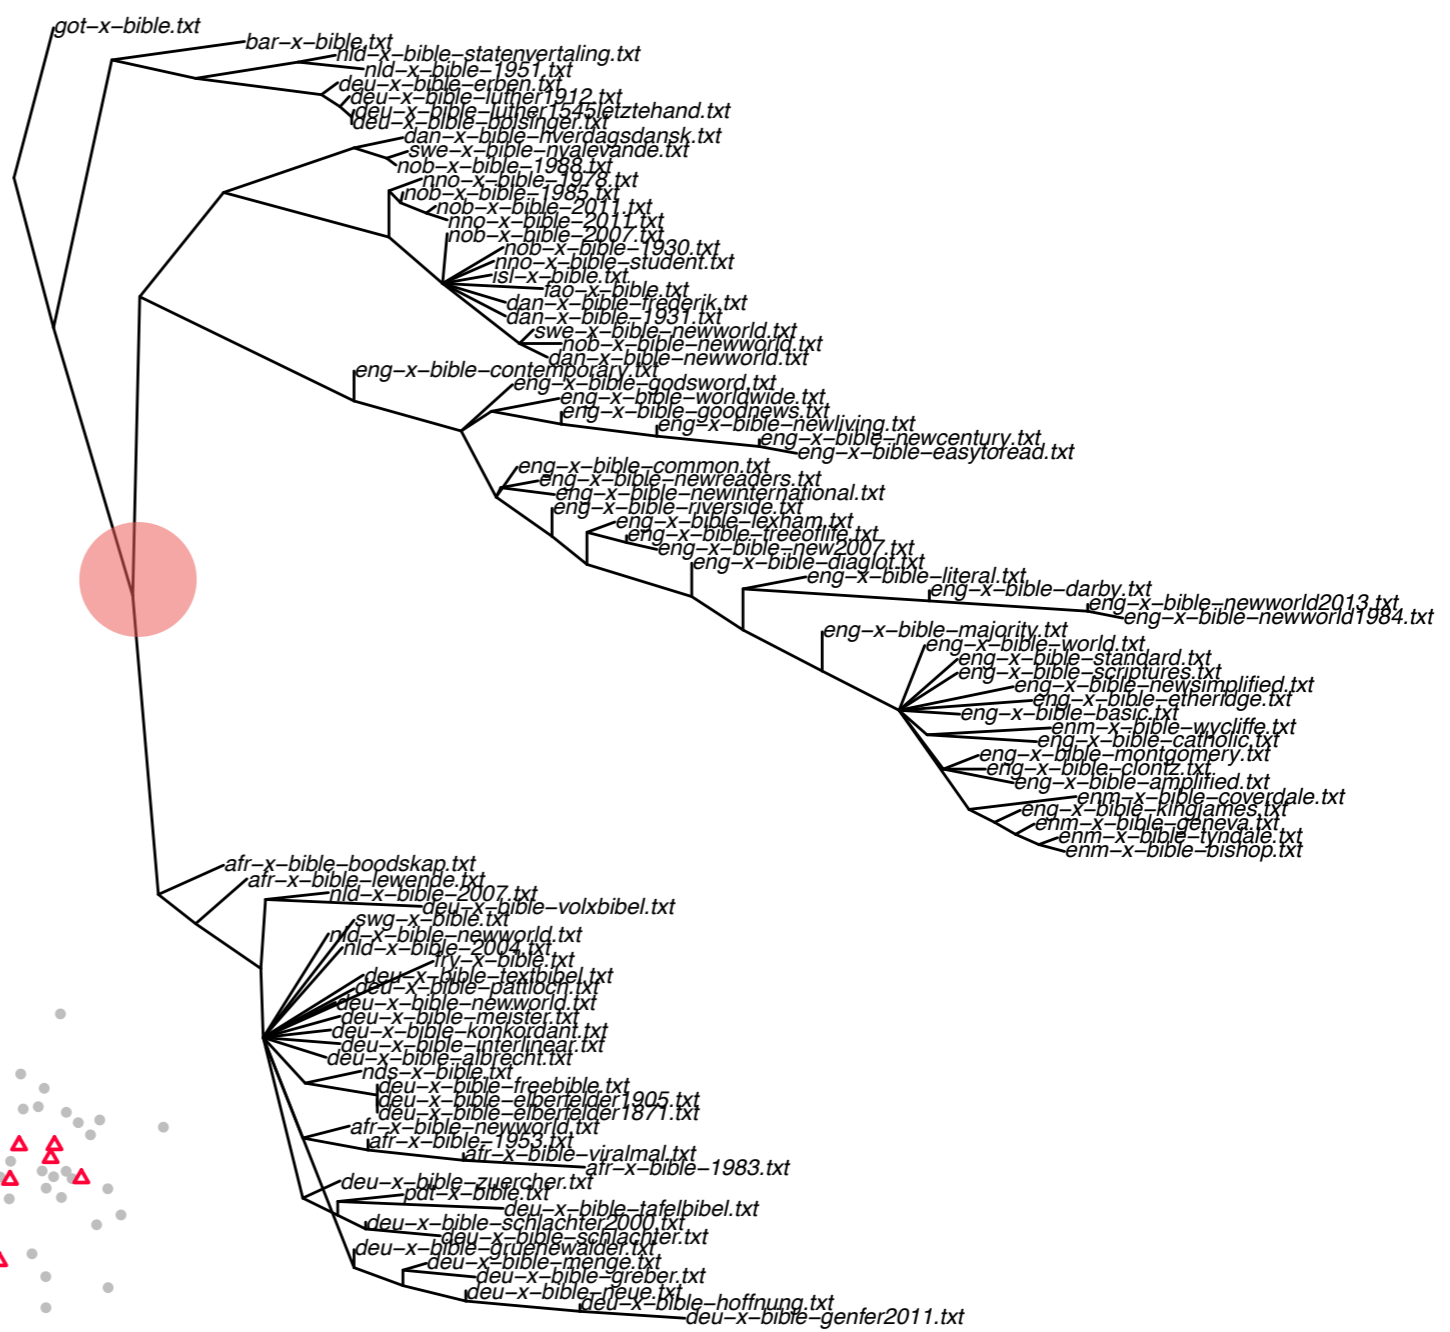 got-x-bible.txt
bar-x-bible.txt
nld-x-bible-statenvertaling.txt
nld-x-bible-1951.txt
deu-x-bible-erben.txt
deu-x-bible-luther1912.txt
deu-x-bible-luther1545letztehand.txt
deu-x-bible-bolsinger.txt
dan-x-bible-hverdagsdansk.txt
swe-x-bible-nyalevande.txt
nob-x-bible-1988.txt
nno-x-bible-1978.txt
nob-x-bible-1985.txt
nob-x-bible-2011.txt
nno-x-bible-2011.txt
nob-x-bible-2007.txt
nob-x-bible-1930.txt
nno-x-bible-student.txt
isl-x-bible.txt
fao-x-bible.txt
dan-x-bible-frederik.txt
dan-x-bible-1931.txt
swe-x-bible-newworld.txt
nob-x-bible-newworld.txt
dan-x-bible-newworld.txt
eng-x-bible-contemporary.txt
eng-x-bible-godsword.txt
eng-x-bible-worldwide.txt
eng-x-bible-goodnews.txt
eng-x-bible-newliving.txt
eng-x-bible-newcentury.txt
eng-x-bible-easytoread.txt
eng-x-bible-common.txt
eng-x-bible-newreaders.txt
eng-x-bible-newinternational.txt
eng-x-bible-riverside.txt
eng-x-bible-lexham.txt
eng-x-bible-treeoflife.txt
eng-x-bible-new2007.txt
eng-x-bible-diaglot.txt
eng-x-bible-literal.txt
eng-x-bible-darby.txt
eng-x-bible-newworld2013.txt
eng-x-bible-newworld1984.txt
eng-x-bible-majority.txt
eng-x-bible-world.txt
eng-x-bible-standard.txt
eng-x-bible-scriptures.txt
eng-x-bible-newsimplified.txt
eng-x-bible-etheridge.txt
eng-x-bible-basic.txt
enm-x-bible-wycliffe.txt
eng-x-bible-catholic.txt
eng-x-bible-montgomery.txt
eng-x-bible-clontz.txt
eng-x-bible-amplified.txt
enm-x-bible-coverdale.txt
eng-x-bible-kingjames.txt
enm-x-bible-geneva.txt
enm-x-bible-tyndale.txt
enm-x-bible-bishop.txt
afr-x-bible-boodskap.txt
afr-x-bible-lewende.txt
nld-x-bible-2007.txt
deu-x-bible-volxbibel.txt
swg-x-bible.txt
nld-x-bible-newworld.txt
nld-x-bible-2004.txt
fry-x-bible.txt
deu-x-bible-textbibel.txt
deu-x-bible-pattloch.txt
deu-x-bible-newworld.txt
deu-x-bible-meister.txt
deu-x-bible-konkordant.txt
deu-x-bible-interlinear.txt
deu-x-bible-albrecht.txt
nds-x-bible.txt
deu-x-bible-freebible.txt
deu-x-bible-elberfelder1905.txt
deu-x-bible-elberfelder1871.txt
afr-x-bible-newworld.txt
afr-x-bible-1953.txt
afr-x-bible-viralmal.txt
afr-x-bible-1983.txt
deu-x-bible-zuercher.txt
pdt-x-bible.txt
deu-x-bible-tafelbibel.txt
deu-x-bible-schlachter2000.txt
deu-x-bible-schlachter.txt
deu-x-bible-gruenewalder.txt
deu-x-bible-menge.txt
deu-x-bible-greber.txt
deu-x-bible-neue.txt
deu-x-bible-hoffnung.txt
deu-x-bible-genfer2011.txt